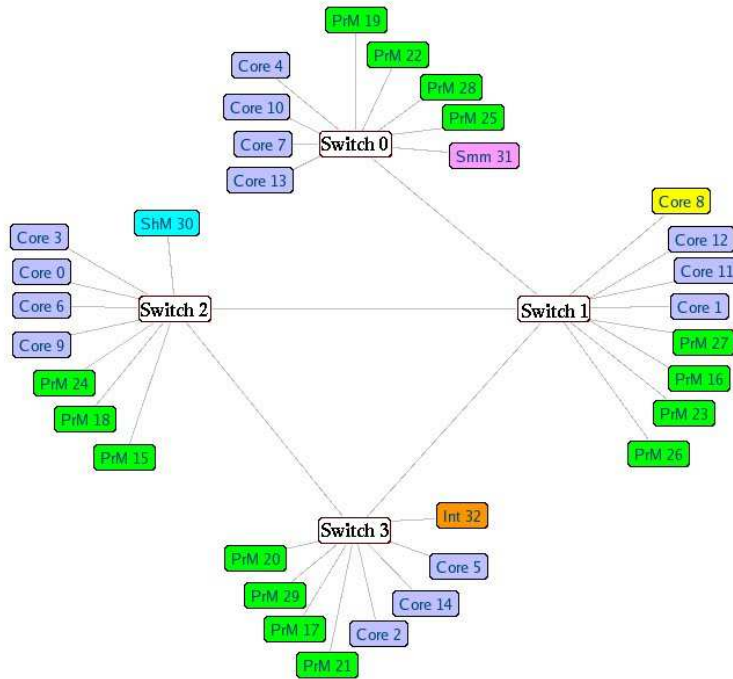 PrM 19
PrM 22
Core 4
PrM 28
Core 10
PrM 25
Core 7
Switch 0
Smm 31
Core 13
Core 8
ShM 30
Core 3
Core 12
Core 0
Core 11
Core 6
Switch 2
Switch 1
Core 1
Core 9
PrM 27
PrM 24
PrM 16
PrM 18
PrM 23
PrM 15
PrM 26
Int 32
Switch 3
PrM 20
Core 5
PrM 29
Core 14
PrM 17
Core 2
PrM 21